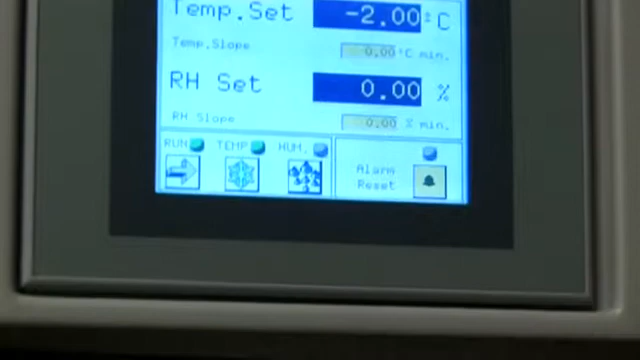 Temp.Set -2.00 °C
Temp.Slope 0.00 °C min.
RH Set 0.00 %
RH Slope 0.00 % min.
RUN TEMP HUM.
Alarm
Reset